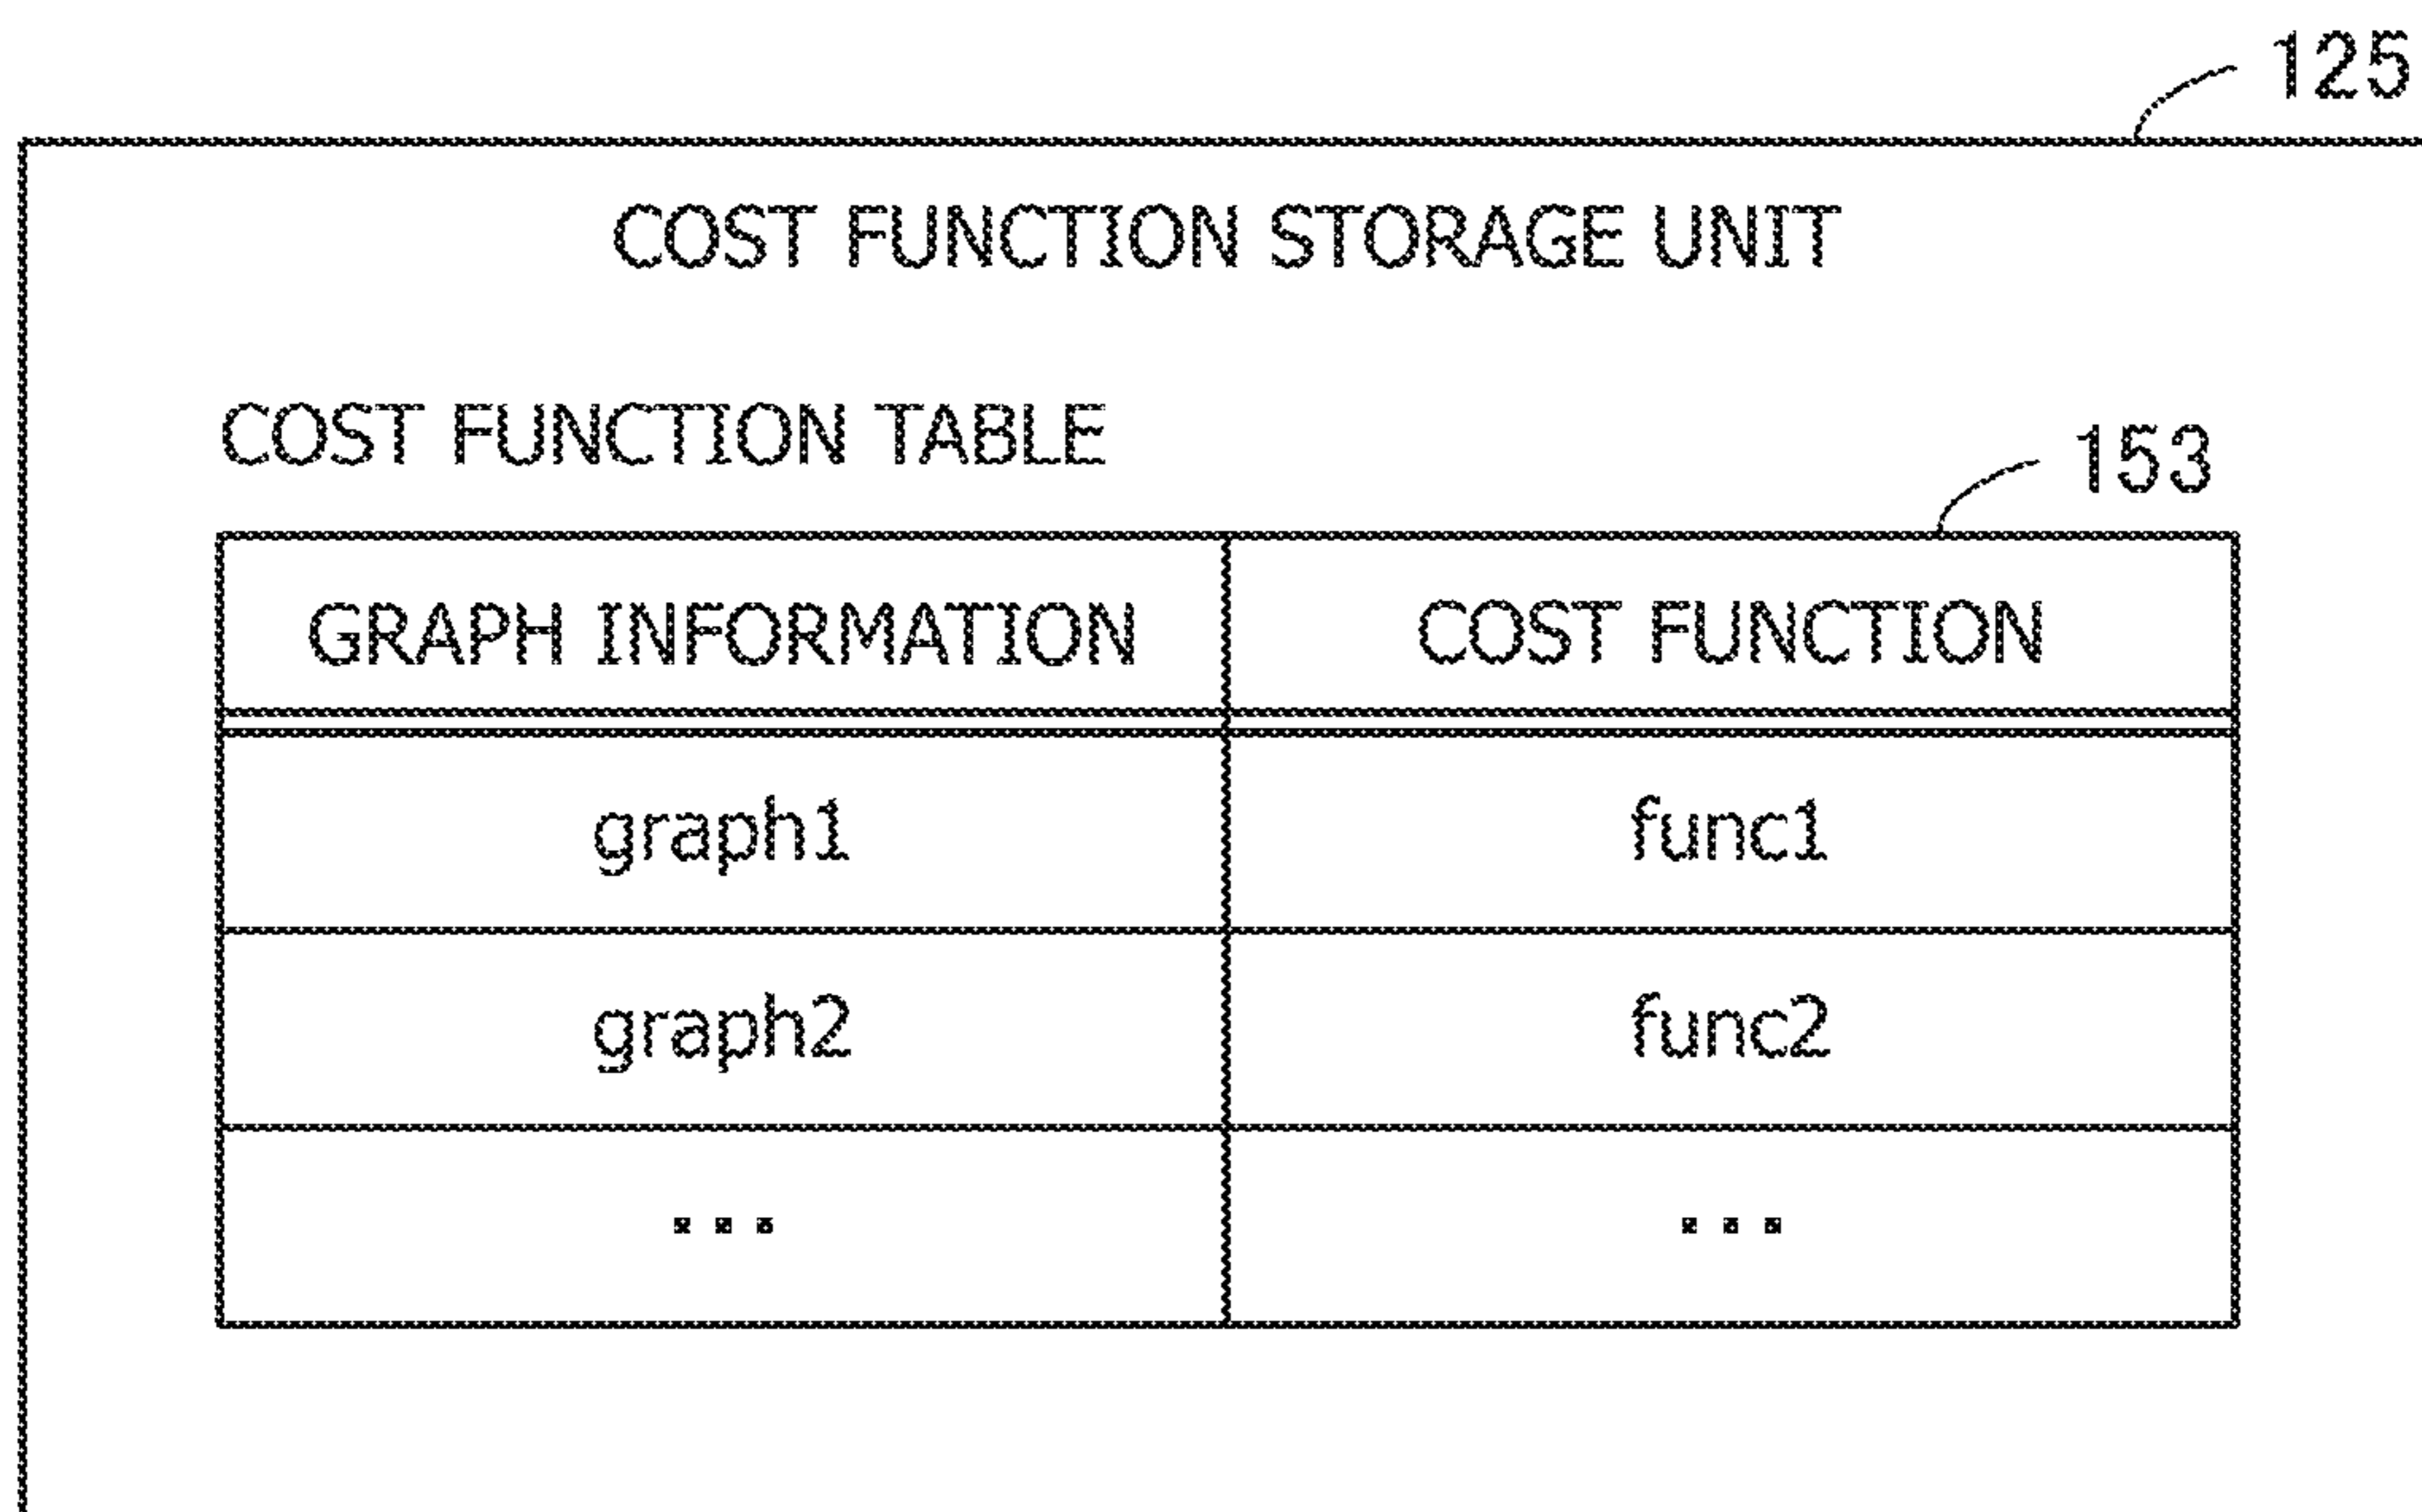 125
COST FUNCTION STORAGE UNIT
COST FUNCTION TABLE
153
GRAPH INFORMATION COST FUNCTION
graph1 func1
graph2 func2
... ...